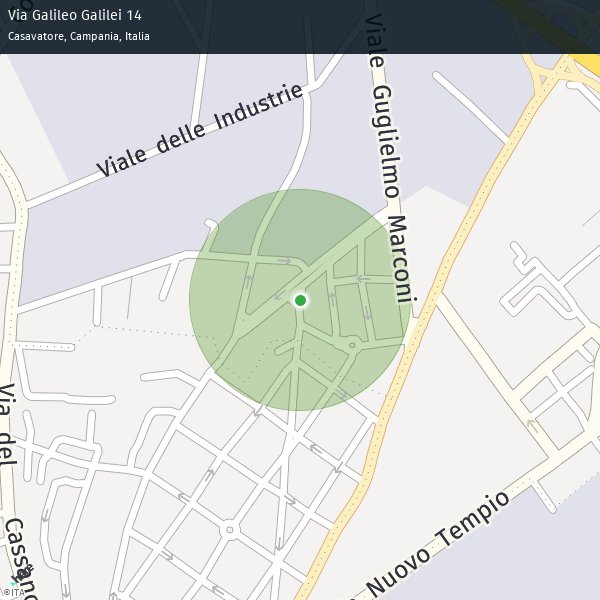 Via Galileo Galilei 14
Casavatore, Campania, Italia
Viale Guglielmo Marconi
Viale delle Industrie
Via del Cassano
Nuovo Tempio
©ITA